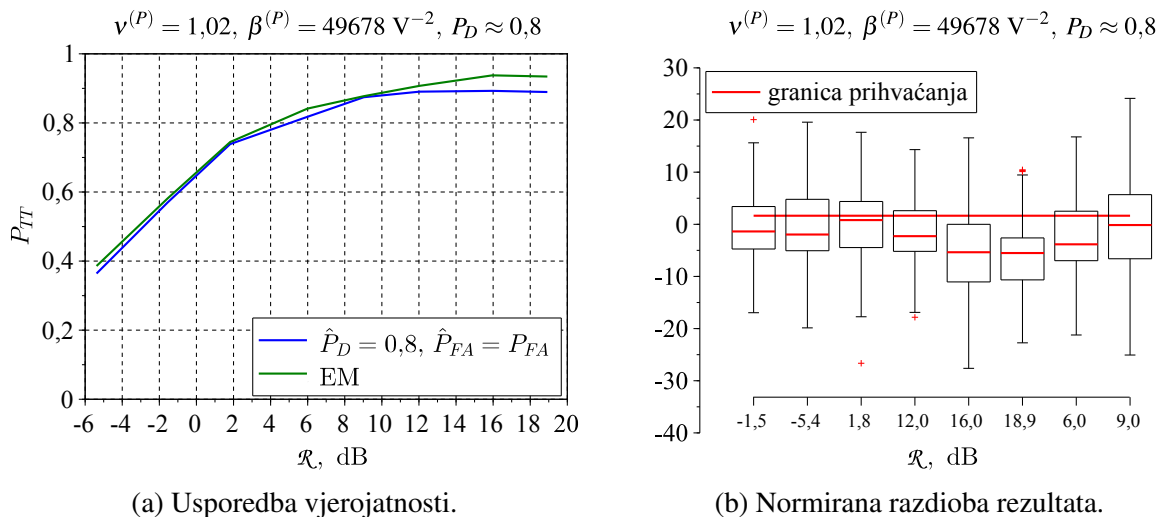 ν^(P) = 1,02, β^(P) = 49678 V⁻², P_D ≈ 0,8
1
0,8
0,6
0,4
0,2
0
P_TT
P̂_D = 0,8, P̂_FA = P_FA
EM
-6 -4 -2 0 2 4 6 8 10 12 14 16 18 20
ℛ, dB
(a) Usporedba vjerojatnosti.
ν^(P) = 1,02, β^(P) = 49678 V⁻², P_D ≈ 0,8
30
20
10
0
-10
-20
-30
-40
granica prihvaćanja
-1,5 -5,4 1,8 12,0 16,0 18,9 6,0 9,0
ℛ, dB
(b) Normirana razdioba rezultata.